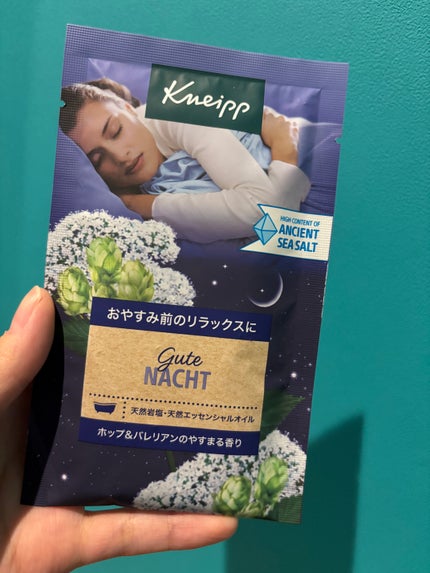 Kneipp
HIGH CONTENT OF
ANCIENT
SEA SALT
おやすみ前のリラックスに
Gute
NACHT
天然岩塩・天然エッセンシャルオイル
ホップ&バレリアンのやすまる香り